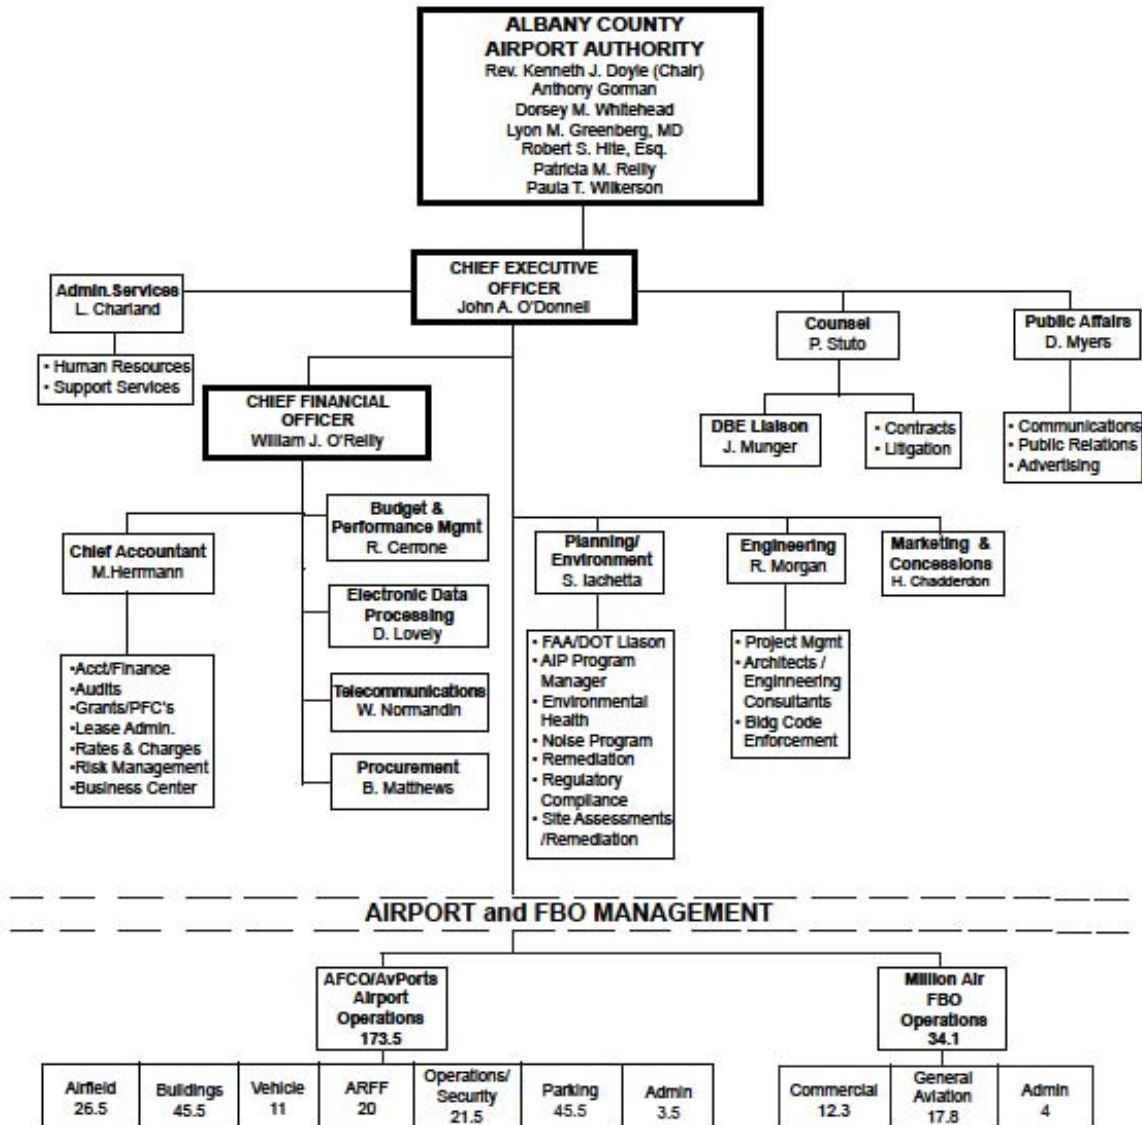 ALBANY COUNTY
AIRPORT AUTHORITY
Rev. Kenneth J. Doyle (Chair)
Anthony Gorman
Dorsey M. Whitehead
Lyon M. Greenberg, MD
Robert S. Hite, Esq.
Patricia M. Reilly
Paula T. Wilkerson
CHIEF EXECUTIVE
OFFICER
John A. O'Donnell
Admin.Services
L. Charland
• Human Resources
• Support Services
Counsel
P. Stuto
Public Affairs
D. Myers
DBE Liaison
J. Munger
• Contracts
• Litigation
• Communications
• Public Relations
• Advertising
CHIEF FINANCIAL
OFFICER
William J. O'Reilly
Chief Accountant
M.Herrmann
•Acct/Finance
•Audits
•Grants/PFC's
•Lease Admin.
•Rates & Charges
•Risk Management
•Business Center
Budget &
Performance Mgmt
R. Cerrone
Electronic Data
Processing
D. Lovely
Telecommunications
W. Normandin
Procurement
B. Matthews
Planning/
Environment
S. Iachetta
• FAA/DOT Liason
• AIP Program
Manager
• Environmental
Health
• Noise Program
• Remediation
• Regulatory
Compliance
• Site Assessments
/Remediation
Engineering
R. Morgan
• Project Mgmt
• Architects /
Engineering
Consultants
• Bldg Code
Enforcement
Marketing &
Concessions
H. Chadderdon
AIRPORT and FBO MANAGEMENT
AFCO/AvPorts
Airport
Operations
173.5
Airfield
26.5
Buildings
45.5
Vehicle
11
ARFF
20
Operations/
Security
21.5
Parking
45.5
Admin
3.5
Million Air
FBO
Operations
34.1
Commercial
12.3
General
Aviation
17.8
Admin
4